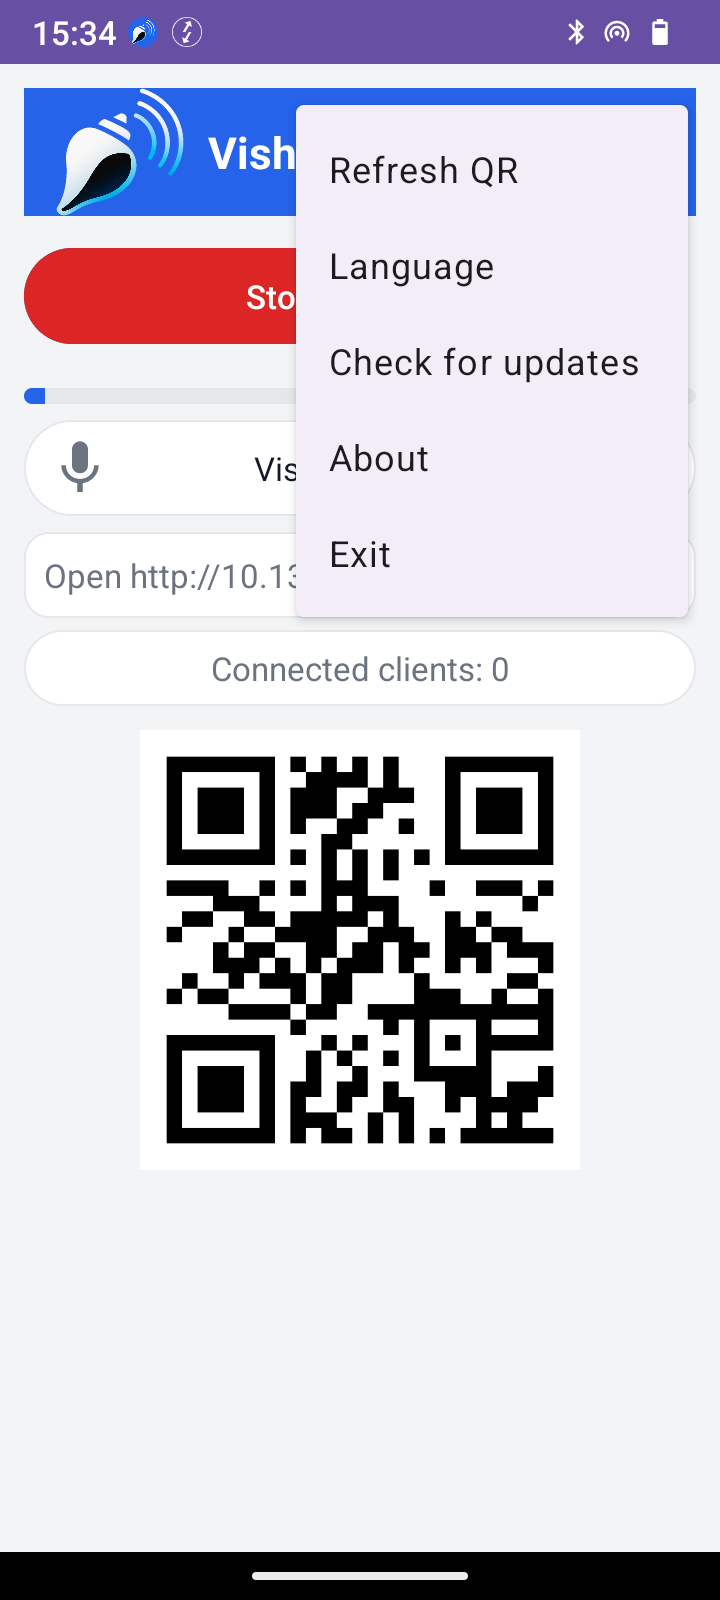 15:34
Vish
Refresh QR
Language
Sto
Check for updates
Vis
About
Open http://10.13
Exit
Connected clients: 0